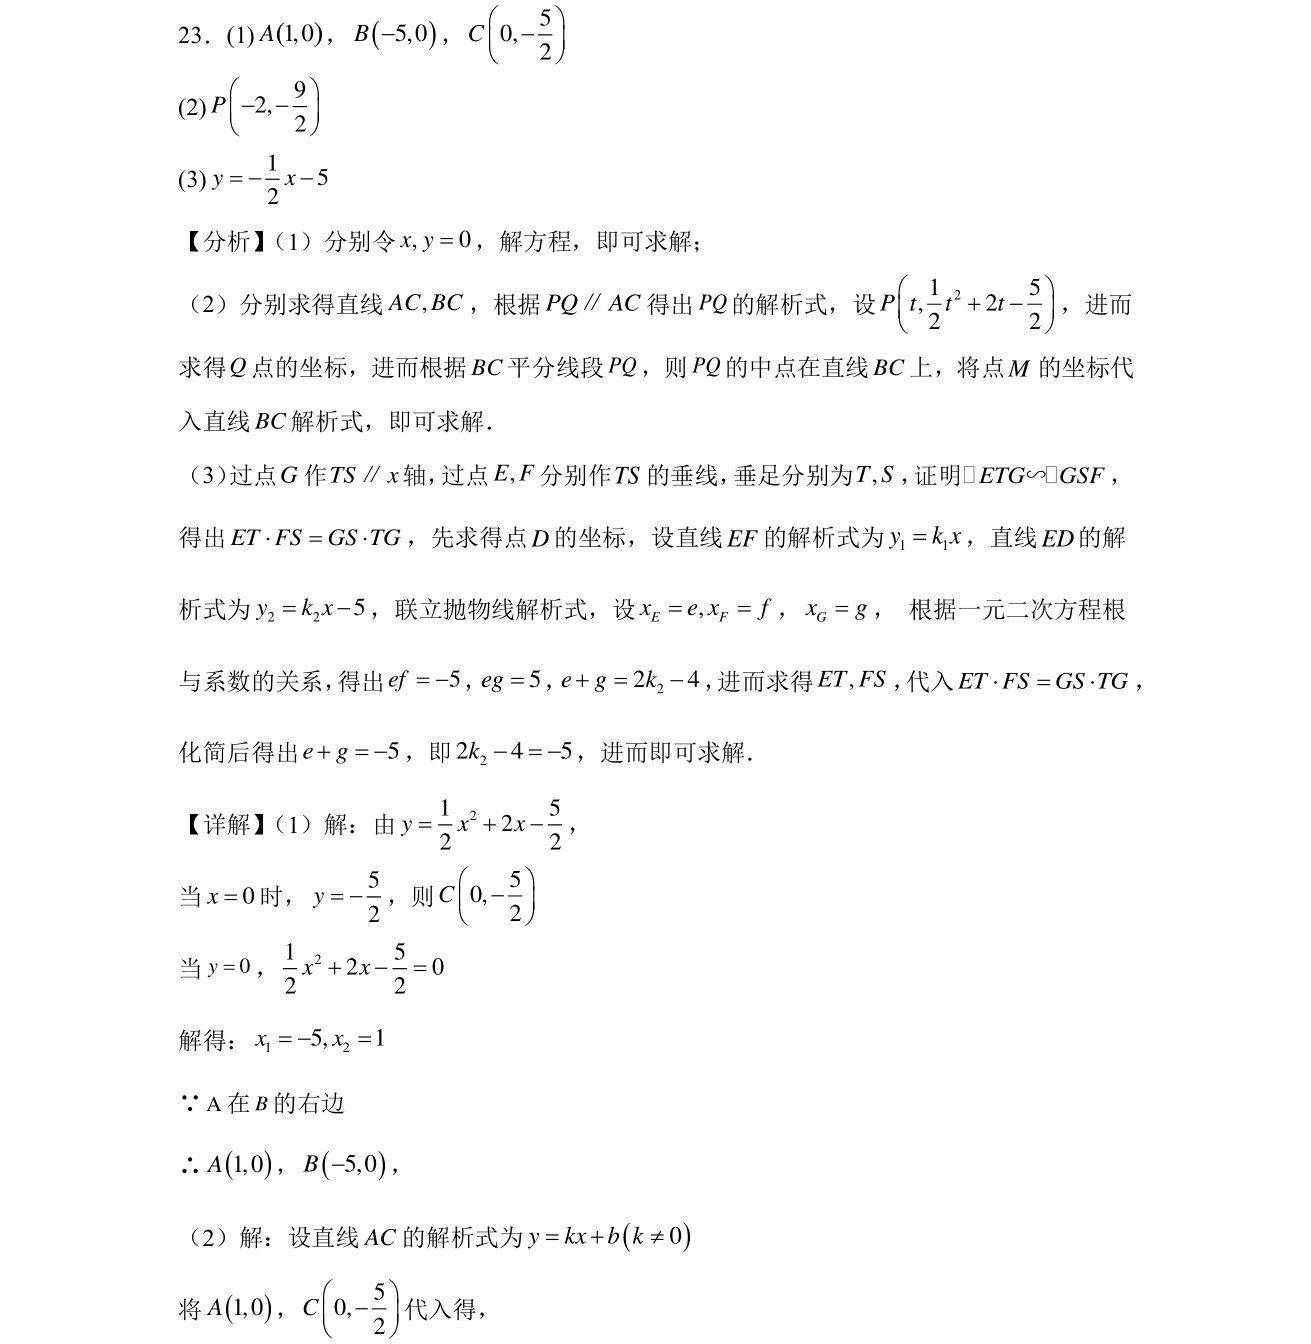 23．(1) A(1,0)，B(−5,0)，C(0,−5/2)
(2) P(−2,−9/2)
(3) y=−1/2x−5
【分析】（1）分别令x,y=0，解方程，即可求解；
（2）分别求得直线AC,BC，根据PQ∥AC得出PQ的解析式，设P(t,1/2t²+2t−5/2)，进而
求得Q点的坐标，进而根据BC平分线段PQ，则PQ的中点在直线BC上，将点M的坐标代
入直线BC解析式，即可求解．
（3）过点G作TS∥x轴，过点E,F分别作TS的垂线，垂足分别为T,S，证明□ETG∽□GSF，
得出ET·FS=GS·TG，先求得点D的坐标，设直线EF的解析式为y₁=k₁x，直线ED的解
析式为y₂=k₂x−5，联立抛物线解析式，设x_E=e,x_F=f，x_G=g， 根据一元二次方程根
与系数的关系，得出ef=−5，eg=5，e+g=2k₂−4，进而求得ET,FS，代入ET·FS=GS·TG，
化简后得出e+g=−5，即2k₂−4=−5，进而即可求解．
【详解】（1）解：由y=1/2x²+2x−5/2，
当x=0时，y=−5/2，则C(0,−5/2)
当y=0，1/2x²+2x−5/2=0
解得：x₁=−5,x₂=1
∵A在B的右边
∴A(1,0)，B(−5,0)，
（2）解：设直线AC的解析式为y=kx+b(k≠0)
将A(1,0)，C(0,−5/2)代入得，